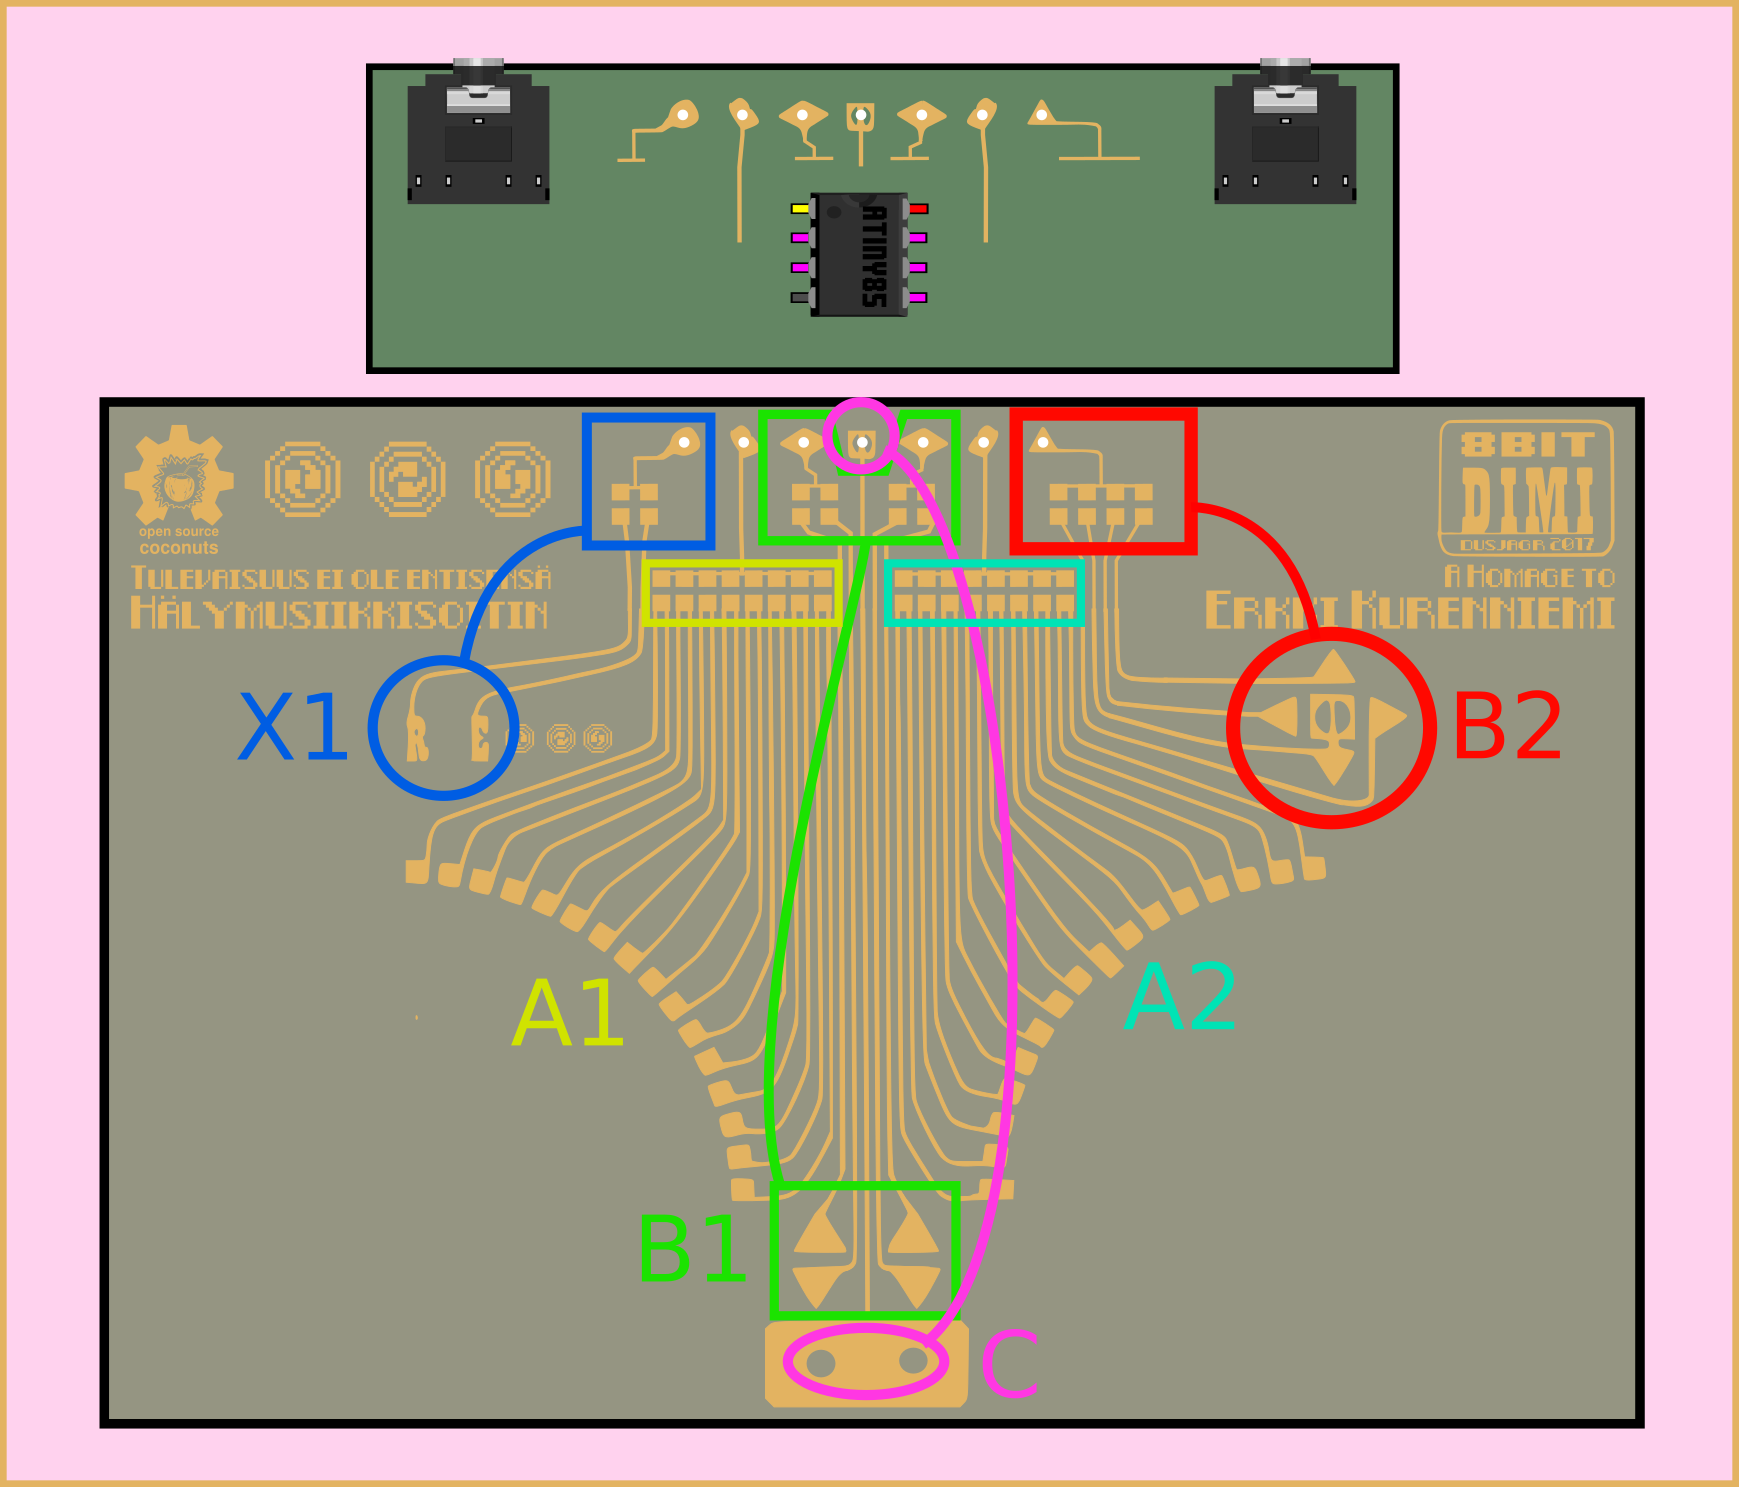 ATINY85
open source
coconuts
TULEVAISUUS EI OLE ENTISENSÄ
HÄLYMUSIIKKISOITIN
8BIT
DIMI
DUSJAGR 2017
A HOMAGE TO
ERKKI KURENNIEMI
X1
R E
B2
A1
A2
B1
C